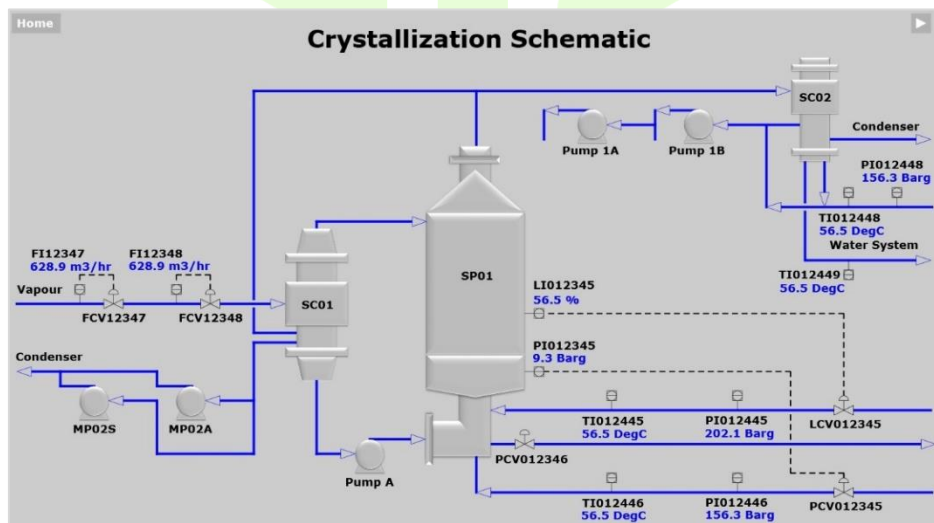 Home
Crystallization Schematic
SC02
Condenser
Pump 1A
Pump 1B
PI012448
156.3 Barg
TI012448
56.5 DegC
Water System
FI12347
628.9 m3/hr
FI12348
628.9 m3/hr
SP01
TI012449
56.5 DegC
LI012345
56.5 %
Vapour
SC01
FCV12347
FCV12348
PI012345
9.3 Barg
Condenser
MP02S
MP02A
TI012445
56.5 DegC
PI012445
202.1 Barg
LCV012345
PCV012346
Pump A
TI012446
56.5 DegC
PI012446
156.3 Barg
PCV012345